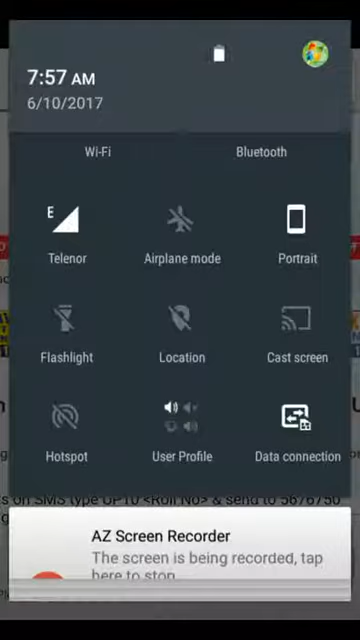 7:57 AM
6/10/2017
Wi-Fi
Bluetooth
E
Telenor
Airplane mode
Portrait
Flashlight
Location
Cast screen
Hotspot
User Profile
Data connection
s on SMS type UP10 <Roll No> & send to 5676750
AZ Screen Recorder
The screen is being recorded, tap
here to stop